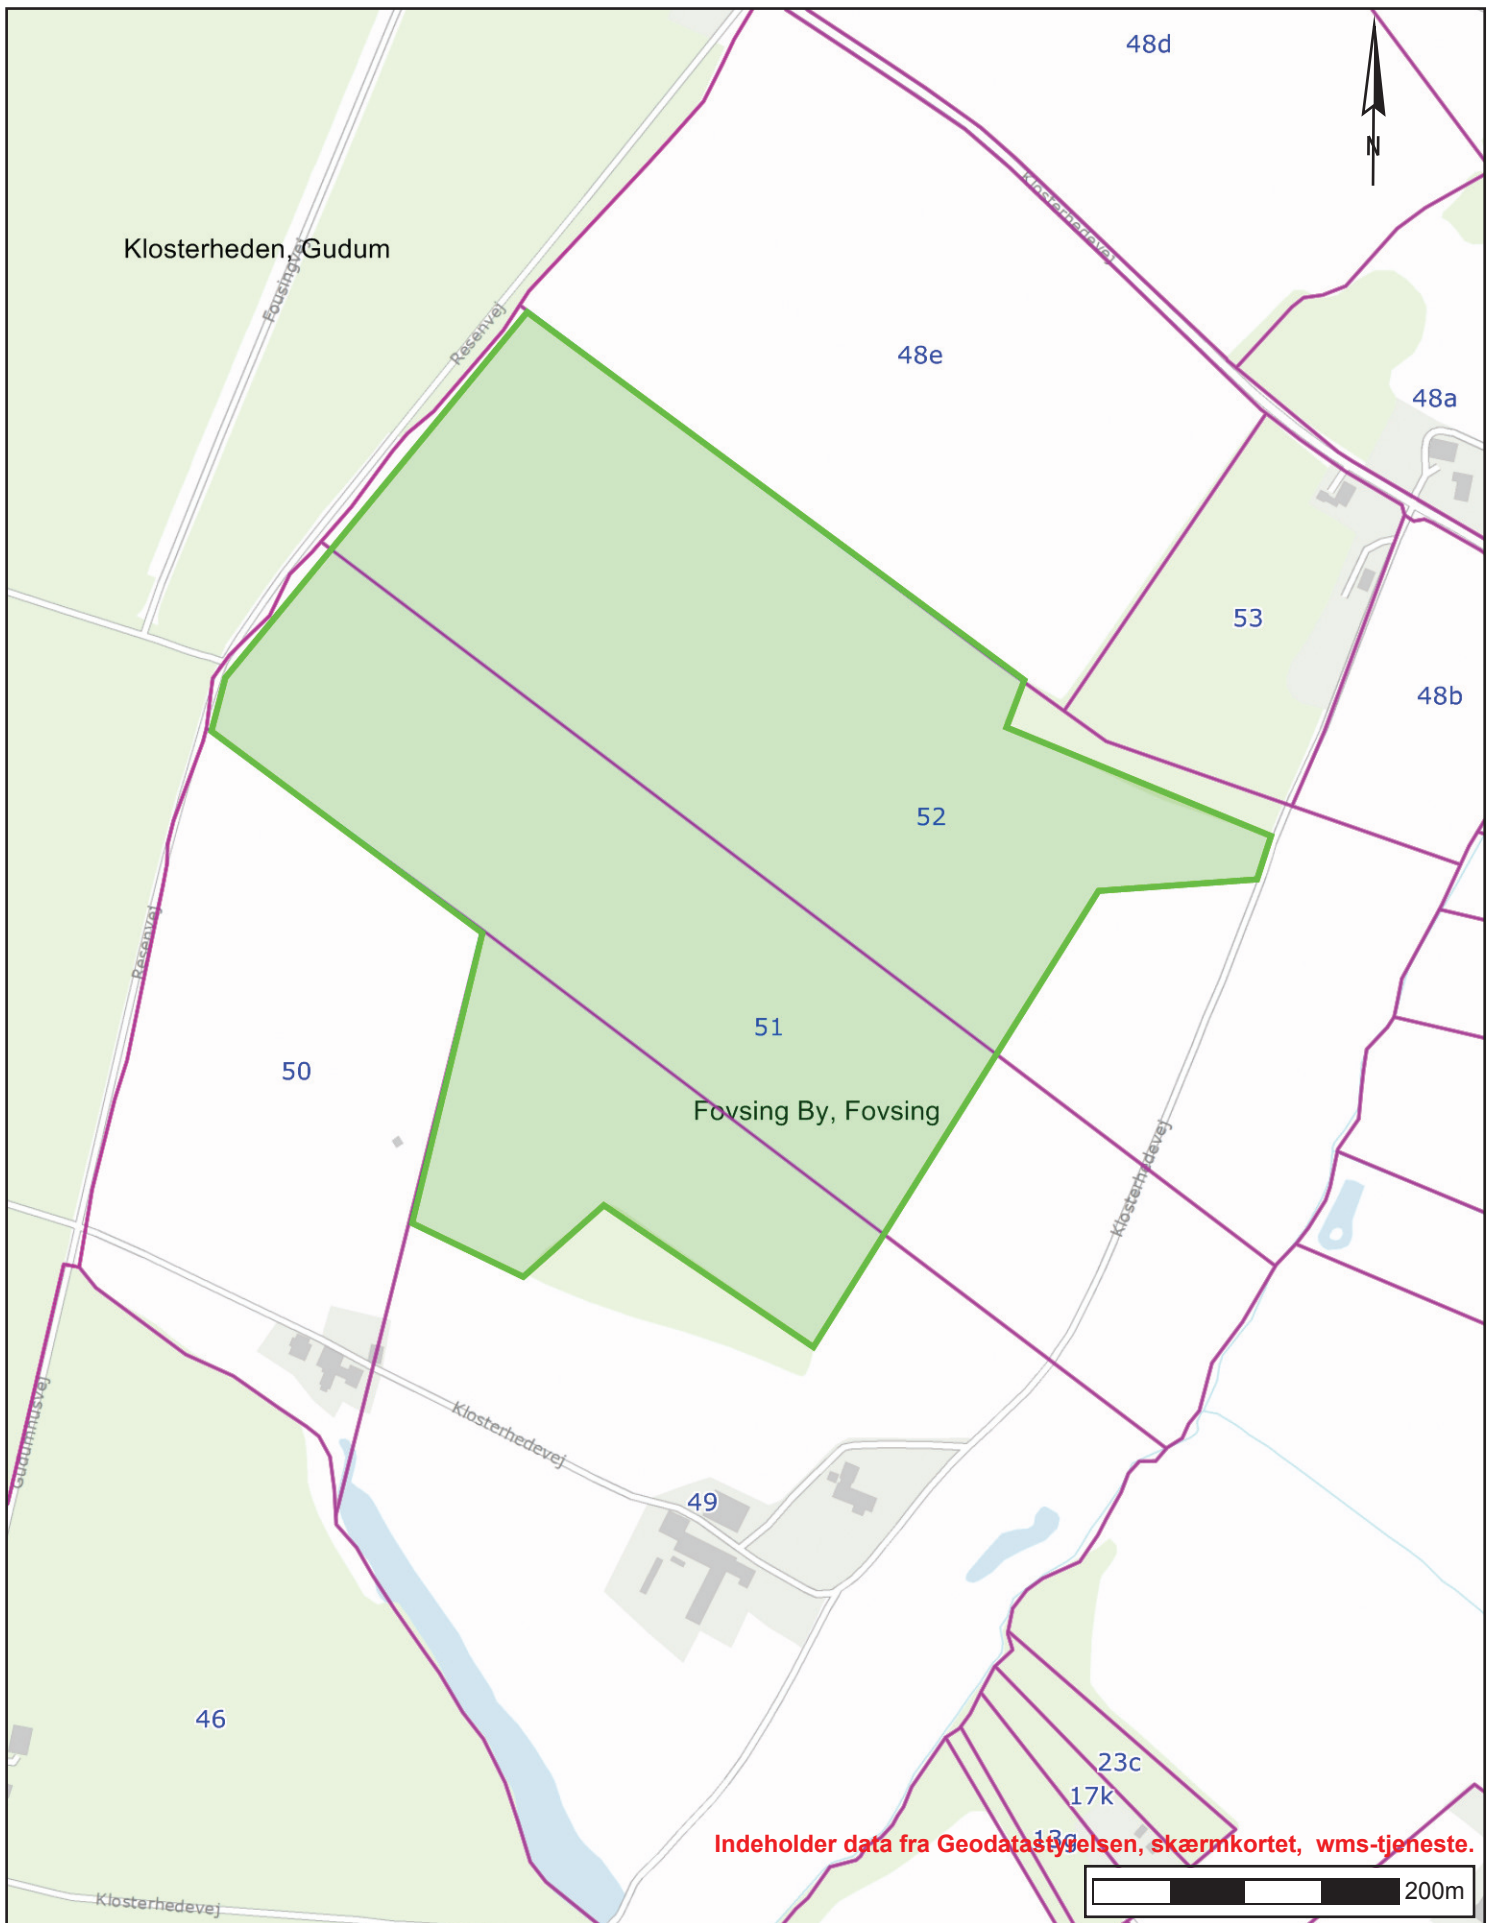 48d
N
Klosterhedevej
Klosterheden, Gudum
Fousingvej
Resenvej
48e
48a
53
48b
52
Resenvej
51
50
Fovsing By, Fovsing
Klosterhedevej
Gudumhusvej
Klosterhedevej
49
46
23c
17k
13g
Indeholder data fra Geodatastyrelsen, skærmkortet, wms-tjeneste.
200m
Klosterhedevej